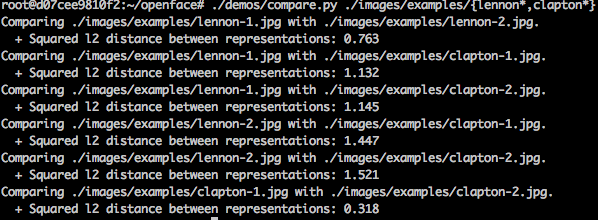 root@d07cee9810f2:~/openface# ./demos/compare.py ./images/examples/{lennon*,clapton*}
Comparing ./images/examples/lennon-1.jpg with ./images/examples/lennon-2.jpg.
  + Squared l2 distance between representations: 0.763
Comparing ./images/examples/lennon-1.jpg with ./images/examples/clapton-1.jpg.
  + Squared l2 distance between representations: 1.132
Comparing ./images/examples/lennon-1.jpg with ./images/examples/clapton-2.jpg.
  + Squared l2 distance between representations: 1.145
Comparing ./images/examples/lennon-2.jpg with ./images/examples/clapton-1.jpg.
  + Squared l2 distance between representations: 1.447
Comparing ./images/examples/lennon-2.jpg with ./images/examples/clapton-2.jpg.
  + Squared l2 distance between representations: 1.521
Comparing ./images/examples/clapton-1.jpg with ./images/examples/clapton-2.jpg.
  + Squared l2 distance between representations: 0.318